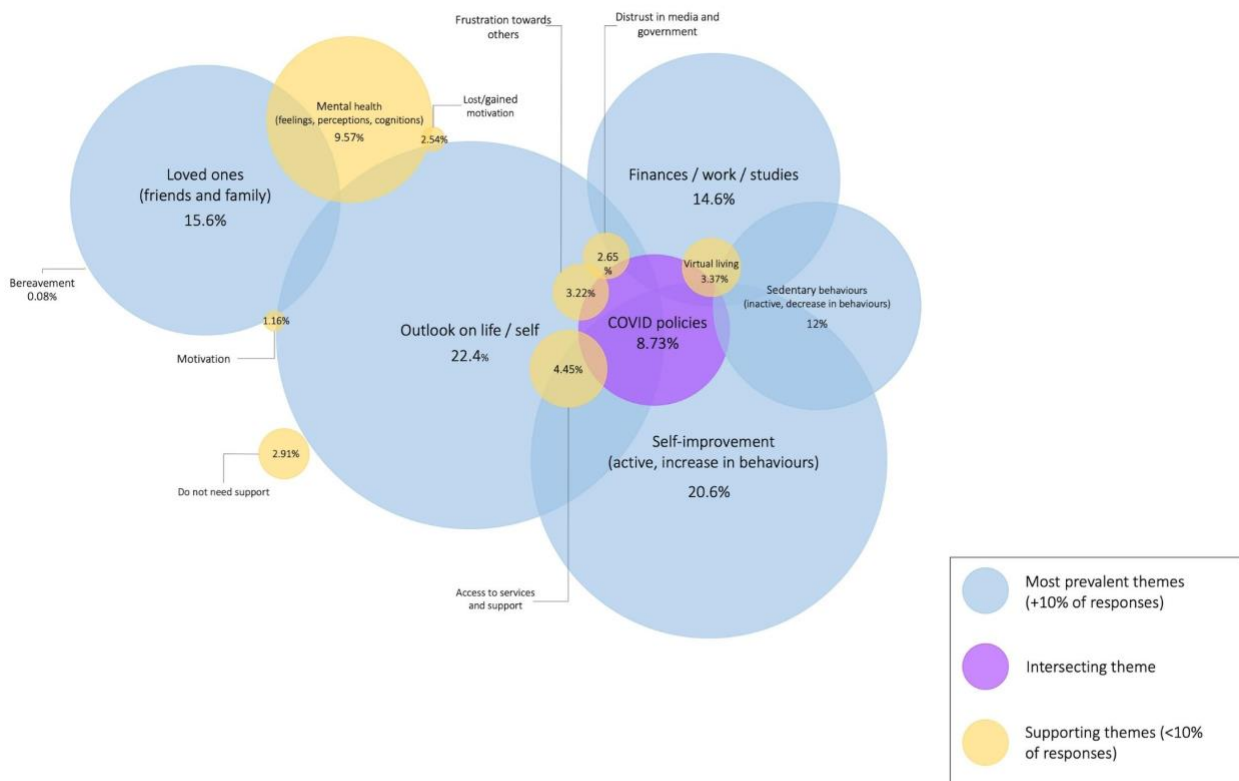 Frustration towards
others
Distrust in media and
government
Mental health
(feelings, perceptions, cognitions)
9.57%
Lost/gained
motivation
2.54%
Loved ones
(friends and family)
15.6%
Finances / work / studies
14.6%
Bereavement
0.08%
2.65
%
Virtual living
3.37%
3.22%
Sedentary behaviours
(inactive, decrease in behaviours)
12%
1.16%
Motivation
Outlook on life / self
22.4%
COVID policies
8.73%
4.45%
Self-improvement
(active, increase in behaviours)
20.6%
2.91%
Do not need support
Access to services
and support
Most prevalent themes
(+10% of responses)
Intersecting theme
Supporting themes (<10%
of responses)